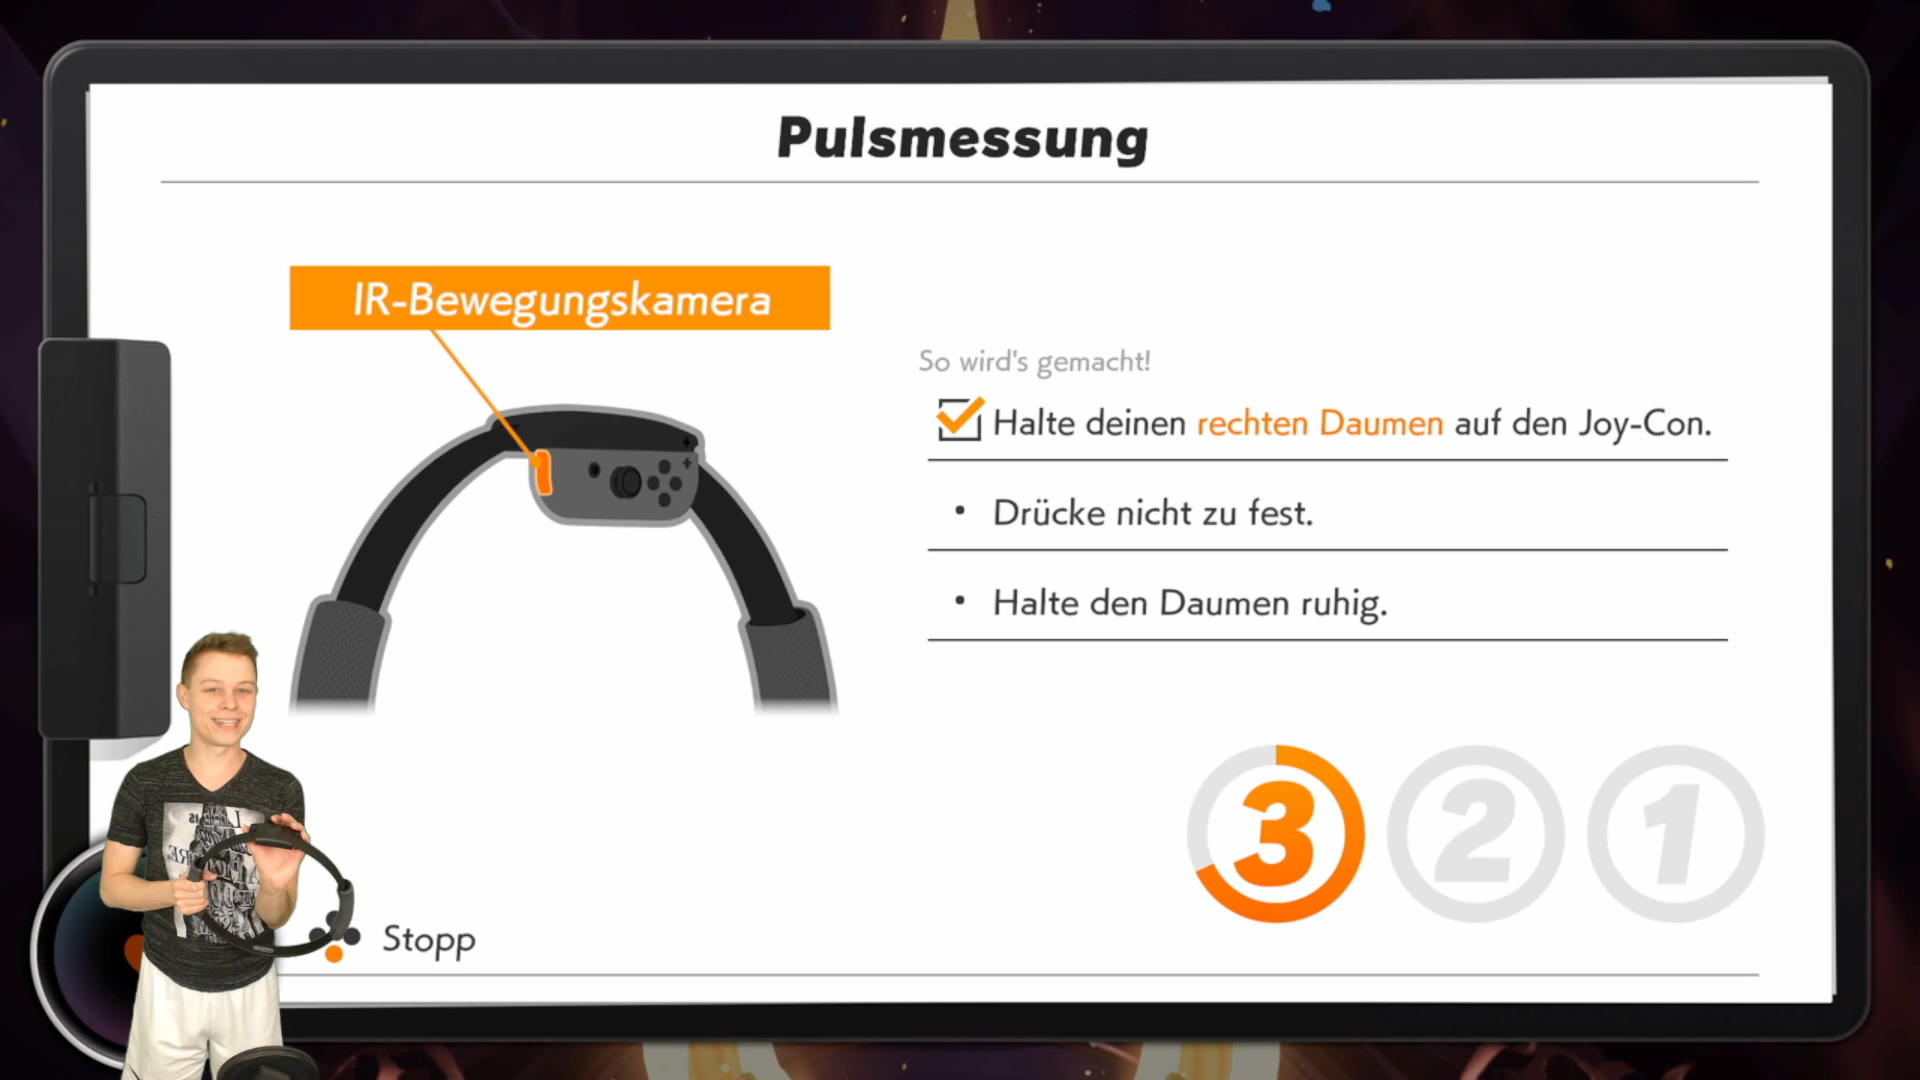 Pulsmessung
IR-Bewegungskamera
So wird's gemacht!
Halte deinen rechten Daumen auf den Joy-Con.
• Drücke nicht zu fest.
• Halte den Daumen ruhig.
3 2 1
Stopp